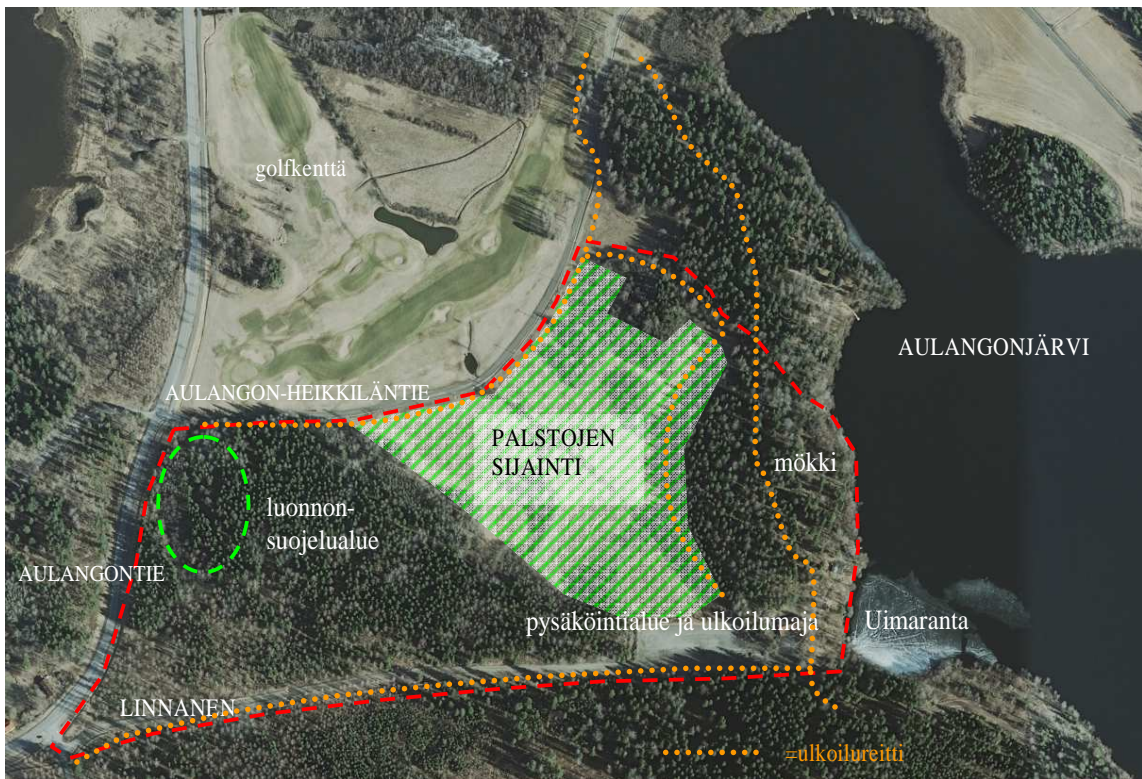 golfkenttä
AULANGONJÄRVI
AULANGON-HEIKKILÄNTIE
PALSTOJEN
SIJAINTI
mökki
luonnon-
suojelualue
AULANGONTIE
pysäköintialue ja ulkoilumaja
Uimaranta
LINNANEN
=ulkoilureitti